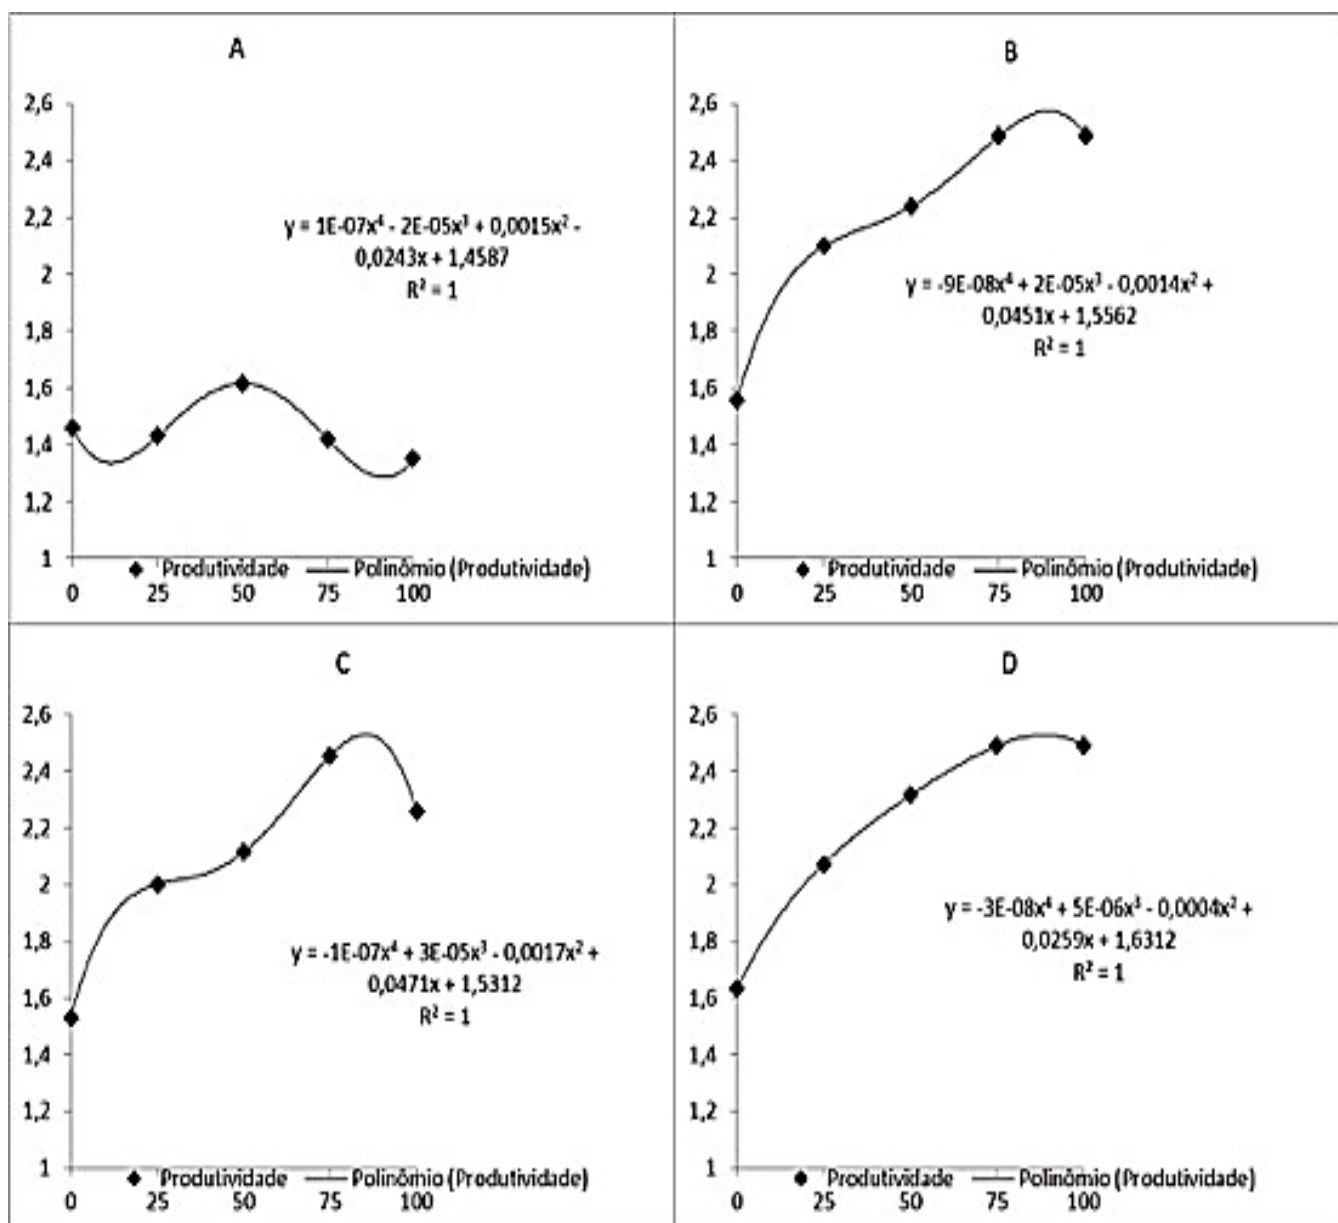 A
2,6
2,4
2,2
2
1,8
1,6
1,4
1,2
1
y = 1E-07x⁴ - 2E-05x³ + 0,0015x² -
0,0243x + 1,4587
R² = 1
Produtividade
Polinômio (Produtividade)
0 25 50 75 100
B
2,6
2,4
2,2
2
1,8
1,6
1,4
1,2
1
y = -9E-08x⁴ + 2E-05x³ - 0,0014x² +
0,0451x + 1,5562
R² = 1
Produtividade
Polinômio (Produtividade)
0 25 50 75 100
C
2,6
2,4
2,2
2
1,8
1,6
1,4
1,2
1
y = -1E-07x⁴ + 3E-05x³ - 0,0017x² +
0,0471x + 1,5312
R² = 1
Produtividade
Polinômio (Produtividade)
0 25 50 75 100
D
2,6
2,4
2,2
2
1,8
1,6
1,4
1,2
1
y = -3E-08x⁴ + 5E-06x³ - 0,0004x² +
0,0259x + 1,6312
R² = 1
Produtividade
Polinômio (Produtividade)
0 25 50 75 100